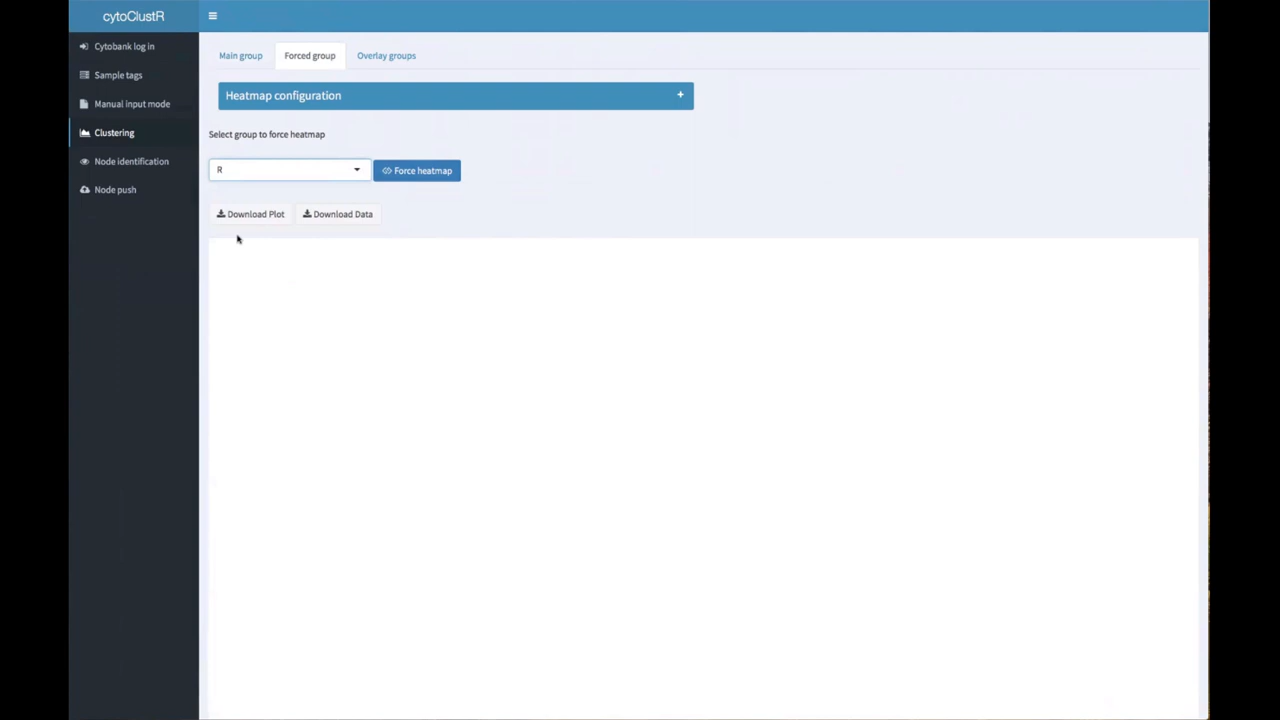 cytoClustR
Cytobank log in
Sample tags
Manual input mode
Clustering
Node identification
Node push
Main group
Forced group
Overlay groups
Heatmap configuration
+
Select group to force heatmap
R
Force heatmap
Download Plot
Download Data